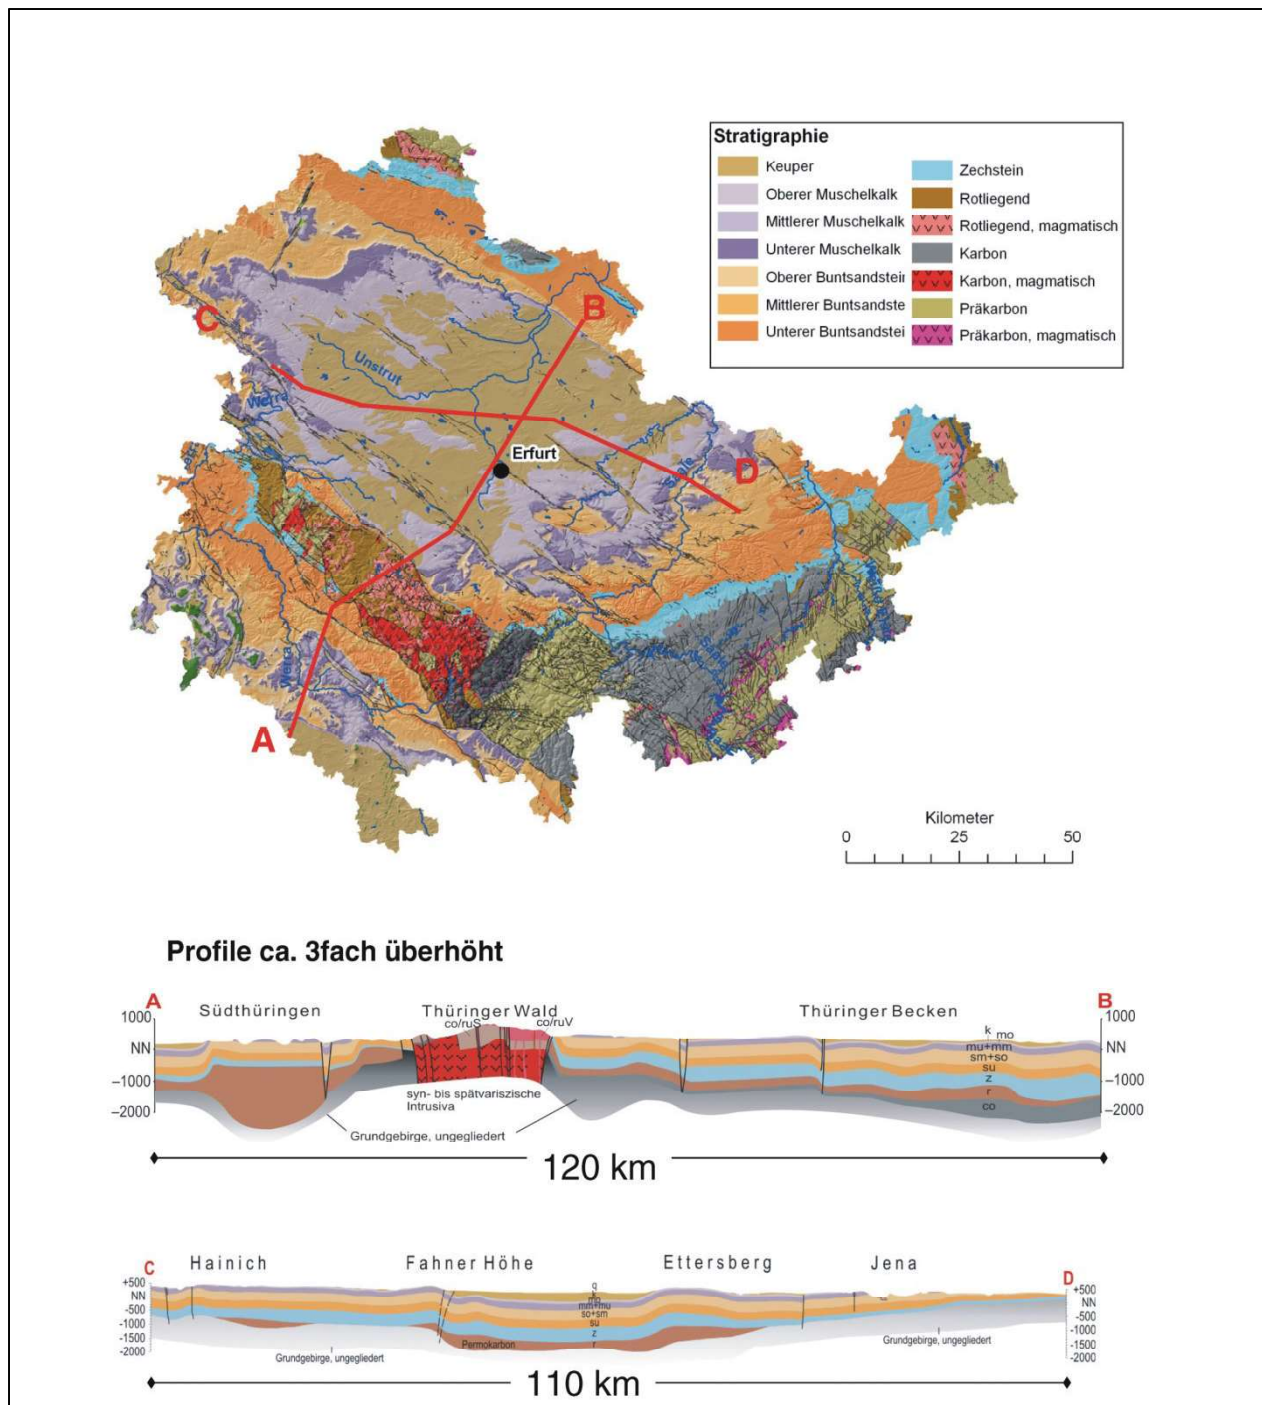 Stratigraphie
Keuper
Oberer Muschelkalk
Mittlerer Muschelkalk
Unterer Muschelkalk
Oberer Buntsandstein
Mittlerer Buntsandste
Unterer Buntsandstei
Zechstein
Rotliegend
Rotliegend, magmatisch
Karbon
Karbon, magmatisch
Präkarbon
Präkarbon, magmatisch
C
B
Unstrut
Werra
Erfurt
Saale
D
Werra
A
Kilometer
0 25 50
Profile ca. 3fach überhöht
A Südthüringen Thüringer Wald Thüringer Becken B
1000
NN
–1000
–2000
co/ruS
co/ruV
syn- bis spätvariszische
Intrusiva
Grundgebirge, ungegliedert
k
mo
mu+mm
sm+so
su
z
r
co
1000
NN
–1000
–2000
120 km
C Hainich Fahner Höhe Ettersberg Jena D
+500
NN
-500
-1000
-1500
-2000
q
k
mo
mm+mu
so+sm
su
z
r
Permokarbon
Grundgebirge, ungegliedert
Grundgebirge, ungegliedert
+500
NN
-500
-1000
-1500
-2000
110 km